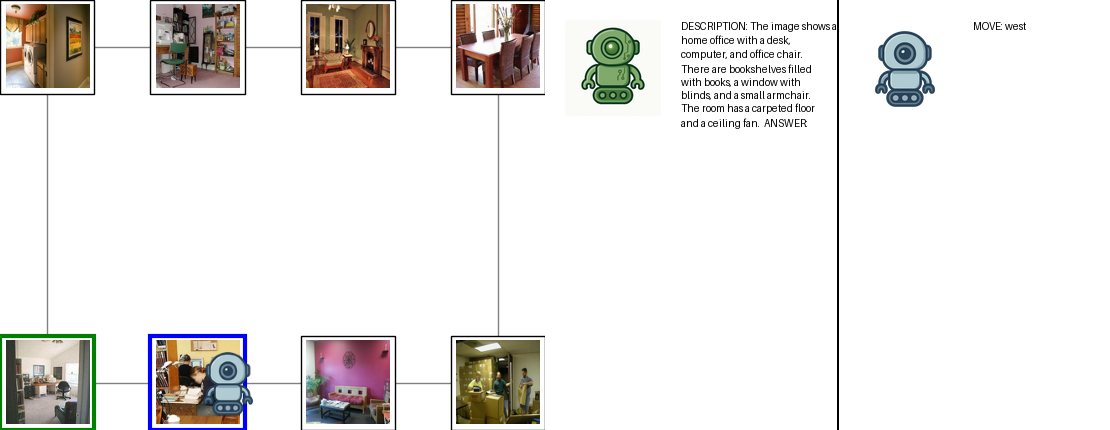 DESCRIPTION: The image shows a
home office with a desk,
computer, and office chair.
There are bookshelves filled
with books, a window with
blinds, and a small armchair.
The room has a carpeted floor
and a ceiling fan. ANSWER:
MOVE: west